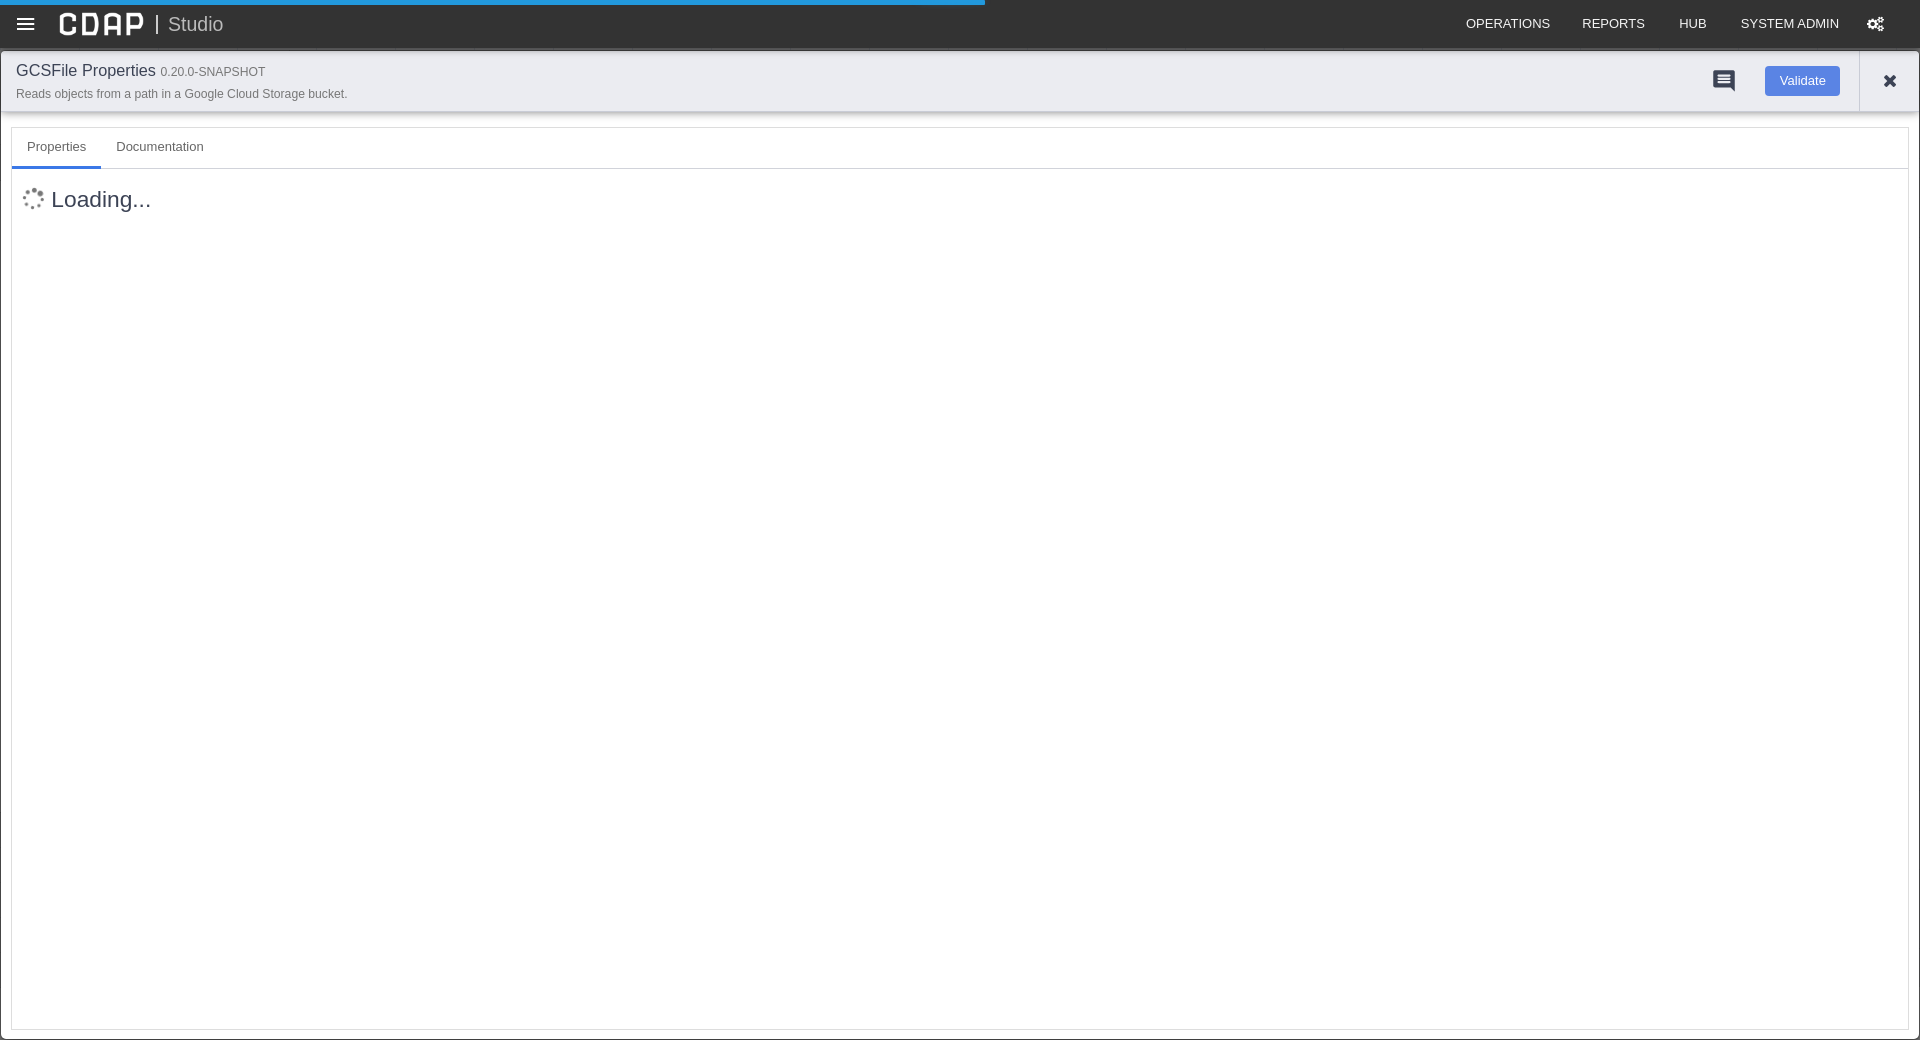 CDAP | Studio
OPERATIONS REPORTS HUB SYSTEM ADMIN
GCSFile Properties 0.20.0-SNAPSHOT
Reads objects from a path in a Google Cloud Storage bucket.
Validate
Properties Documentation
Loading...